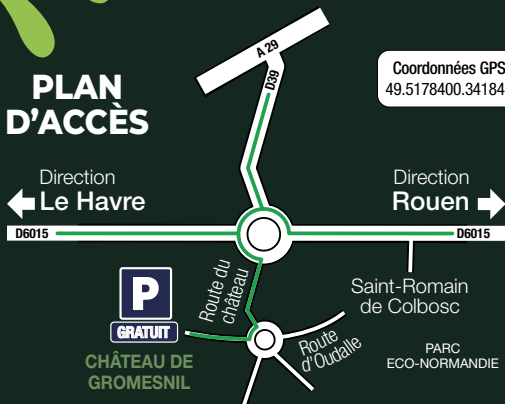 A 29
D39
PLAN
D'ACCÈS
Coordonnées GPS
49.5178400.34184
Direction
Le Havre
Direction
Rouen
D6015
D6015
Route du
château
P
GRATUIT
CHÂTEAU DE
GROMESNIL
Saint-Romain
de Colbosc
Route
d'Oudalle
PARC
ECO-NORMANDIE